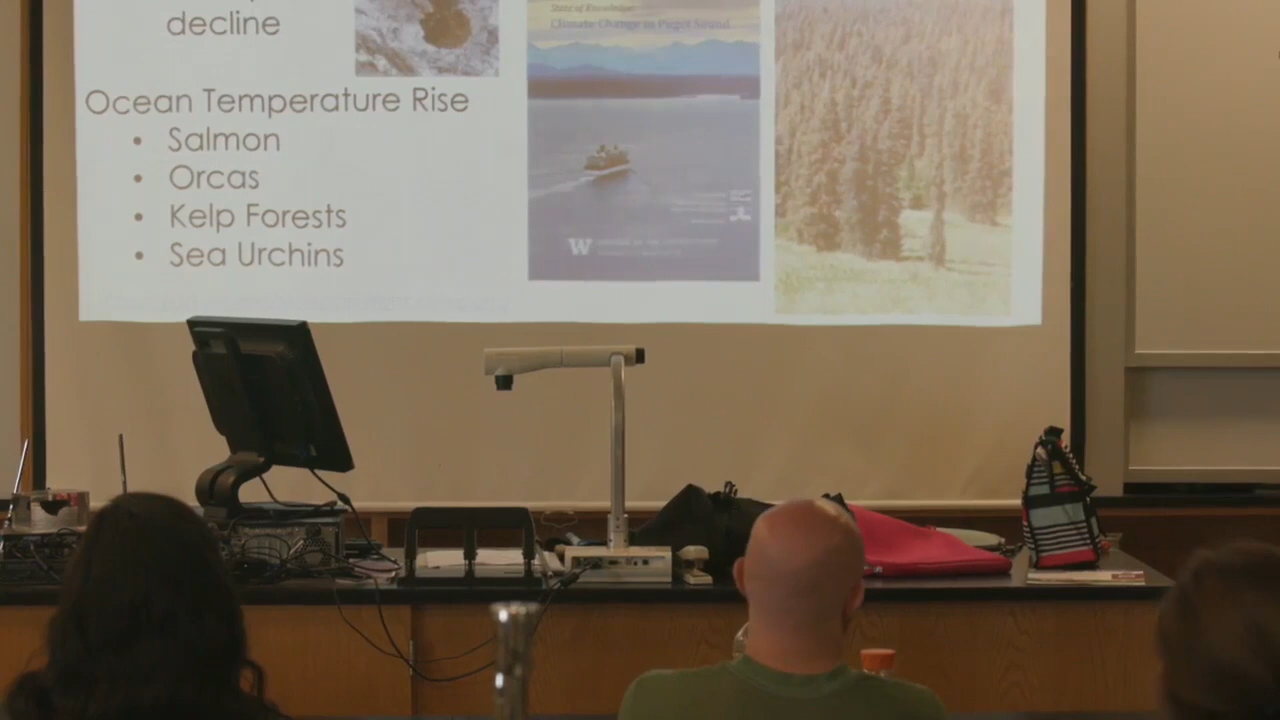 decline
Ocean Temperature Rise
• Salmon
• Orcas
• Kelp Forests
• Sea Urchins
State of Knowledge:
Climate Change in Puget Sound
W